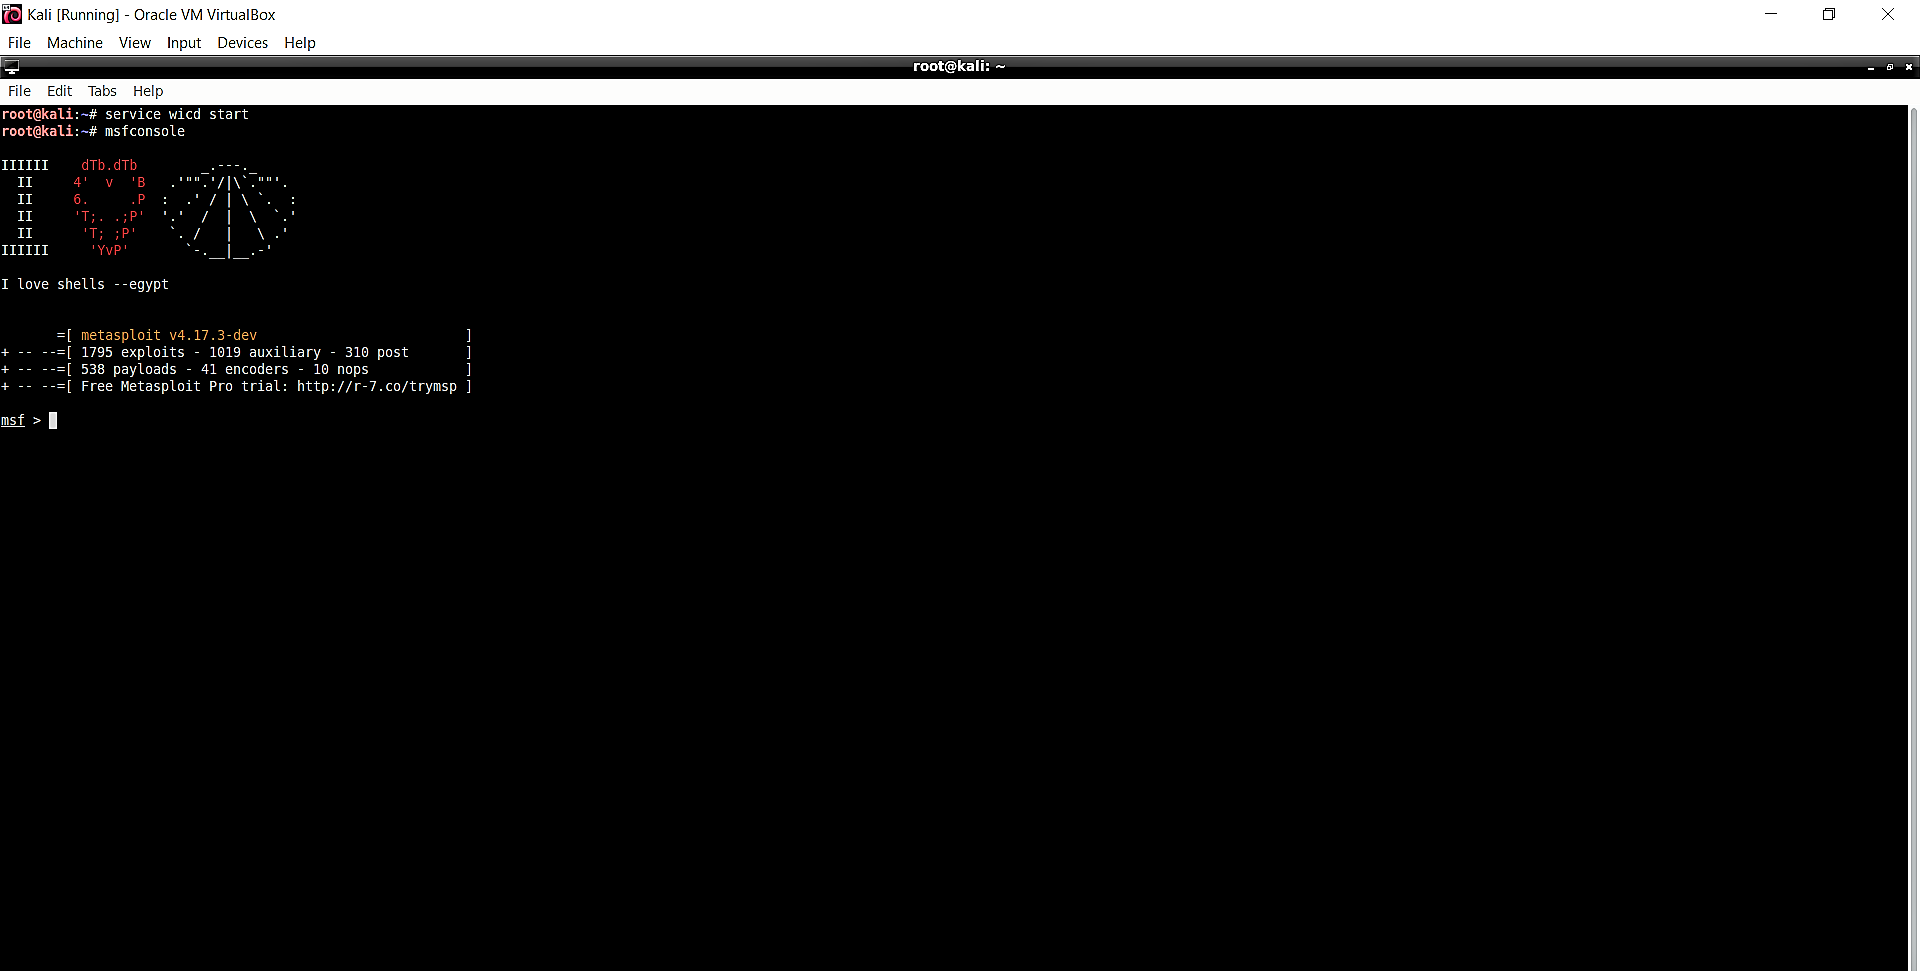 Kali [Running] - Oracle VM VirtualBox
File Machine View Input Devices Help
root@kali: ~
File Edit Tabs Help
root@kali:~# service wicd start
root@kali:~# msfconsole
IIIIII    dTb.dTb        _.---._
  II     4'  v  'B   .'"".'/|\`.""'.
  II     6.     .P  :  .' / | \ `.  :
  II     'T;. .;P'  '.'  /  |  \  `.'
  II      'T; ;P'    `. /   |   \ .'
IIIIII     'YvP'       `-.__|__.-'
I love shells --egypt
       =[ metasploit v4.17.3-dev                          ]
+ -- --=[ 1795 exploits - 1019 auxiliary - 310 post       ]
+ -- --=[ 538 payloads - 41 encoders - 10 nops            ]
+ -- --=[ Free Metasploit Pro trial: http://r-7.co/trymsp ]
msf >